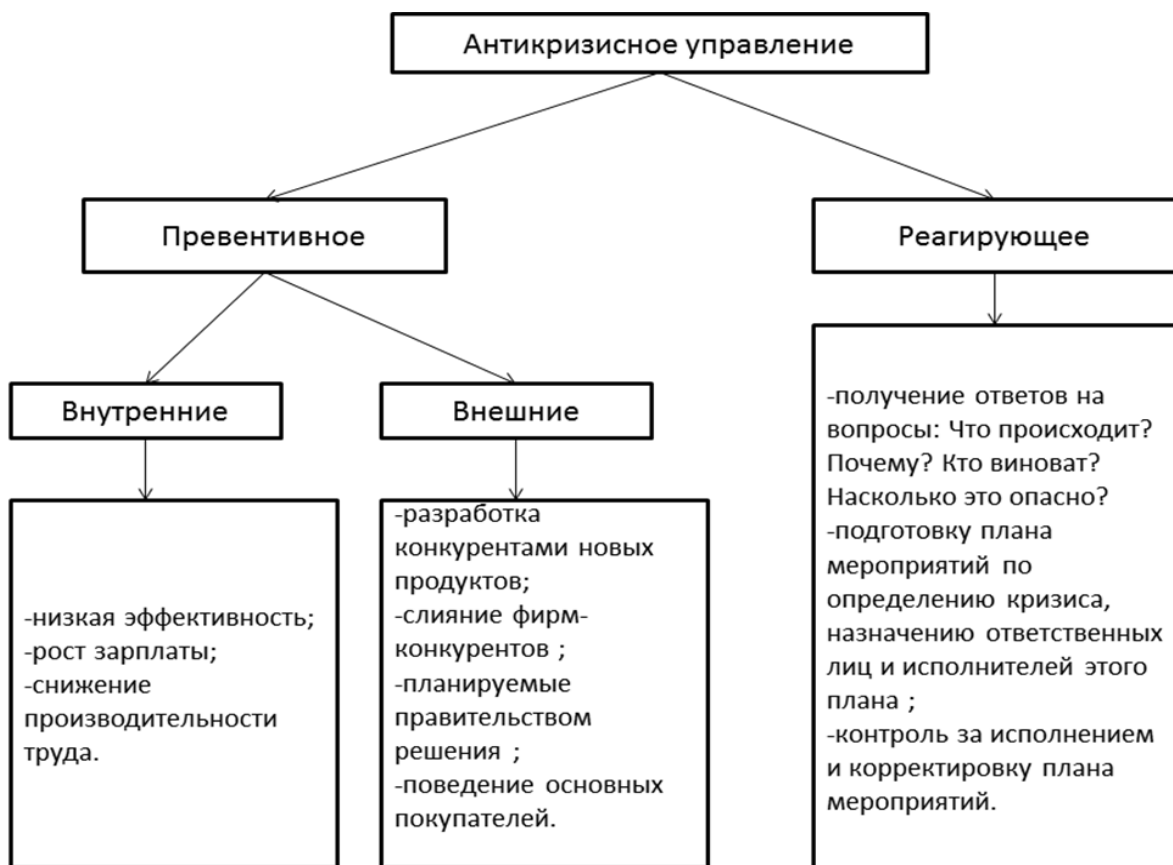 Антикризисное управление
Превентивное
Реагирующее
Внутренние
Внешние
-низкая эффективность;
-рост зарплаты;
-снижение
производительности
труда.
-разработка
конкурентами новых
продуктов;
-слияние фирм-
конкурентов ;
-планируемые
правительством
решения ;
-поведение основных
покупателей.
-получение ответов на
вопросы: Что происходит?
Почему? Кто виноват?
Насколько это опасно?
-подготовку плана
мероприятий по
определению кризиса,
назначению ответственных
лиц и исполнителей этого
плана ;
-контроль за исполнением
и корректировку плана
мероприятий.